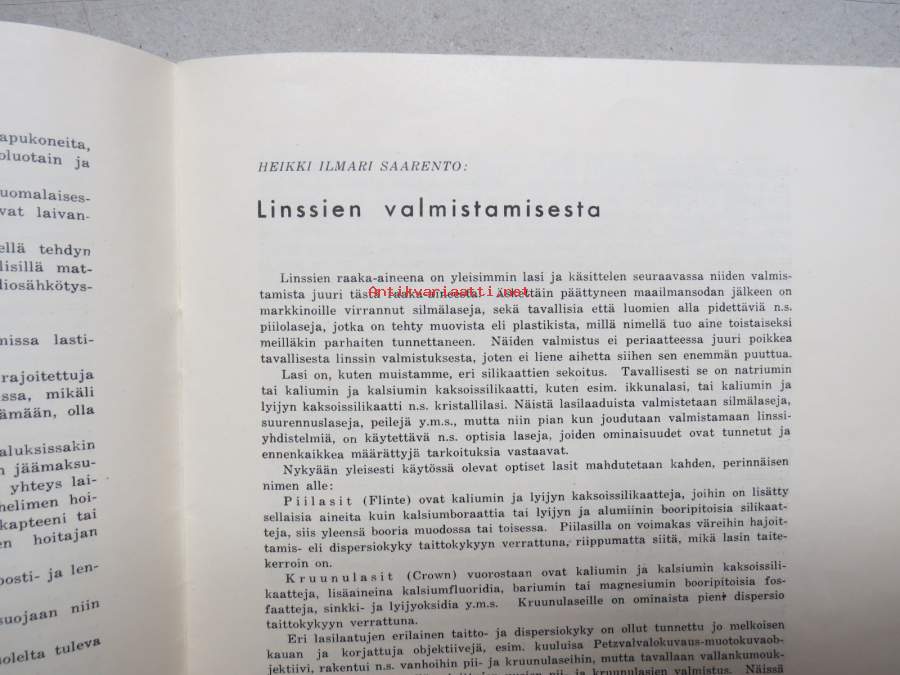 apukoneita,
oluotain ja
uomalaises-
vat laivan-
ellä tehdyn
lisillä mat-
diosähkötys-
nissa lasti-
rajoitettuja
ssa, mikäli
tämään, olla
aluksissakin
n jäämaksu-
yhteys lai-
helimen hoi-
kapteeni tai
en hoitajan
posti- ja len-
suojaan niin
uolelta tuleva
HEIKKI ILMARI SAARENTO:
Linssien valmistamisesta
Linssien raaka-aineena on yleisimmin lasi ja käsittelen seuraavassa niiden valmis-
tamista juuri tästä raaka-aineesta. Äskettäin päättyneen maailmansodan jälkeen on
Antikvariaatti.net
markkinoille virrannut silmälaseja, sekä tavallisia että luomien alla pidettäviä n.s.
piilolaseja, jotka on tehty muovista eli plastikista, millä nimellä tuo aine toistaiseksi
meilläkin parhaiten tunnettaneen. Näiden valmistus ei periaatteessa juuri poikkea
tavallisesta linssin valmistuksesta, joten ei liene aihetta siihen sen enemmän puuttua.
Lasi on, kuten muistamme, eri silikaattien sekoitus. Tavallisesti se on natriumin
tai kaliumin ja kalsiumin kaksoissilikaatti, kuten esim. ikkunalasi, tai kaliumin ja
lyijyn kaksoissilikaatti n.s. kristallilasi. Näistä lasilaaduista valmistetaan silmälaseja,
suurennuslaseja, peilejä y.m.s., mutta niin pian kun joudutaan valmistamaan linssi-
yhdistelmiä, on käytettävä n.s. optisia laseja, joiden ominaisuudet ovat tunnetut ja
ennenkaikkea määrättyjä tarkoituksia vastaavat.
Nykyään yleisesti käytössä olevat optiset lasit mahdutetaan kahden, perinnäisen
nimen alle:
Piilasit (Flinte) ovat kaliumin ja lyijyn kaksoissilikaatteja, joihin on lisätty
sellaisia aineita kuin kalsiumboraattia tai lyijyn ja alumiinin booripitoisia silikaat-
teja, siis yleensä booria muodossa tai toisessa. Piilasilla on voimakas väreihin hajoit-
tamis- eli dispersiokyky taittokykyyn verrattuna, riippumatta siitä, mikä lasin taite-
kerroin on.
Kruunulasit (Crown) vuorostaan ovat kaliumin ja kalsiumin kaksoissili-
kaatteja, lisäaineina kalsiumfluoridia, bariumin tai magnesiumin booripitoisia fos-
faatteja, sinkki- ja lyijyoksidia y.m.s. Kruunulaseille on ominaista pieni dispersio
taittokykyyn verrattuna.
Eri lasilaatujen erilainen taitto- ja dispersiokyky on ollut tunnettu jo melkoisen
kauan ja korjattuja objektiivejä, esim. kuuluisa Petzvalvalokuvaus-muotokuvaob-
jektiivi, rakentui n.s. vanhoihin pii- ja kruunulaseihin, mutta tavallaan vallankumouk-
pii- ja kruunulasien valmistus. Näissä